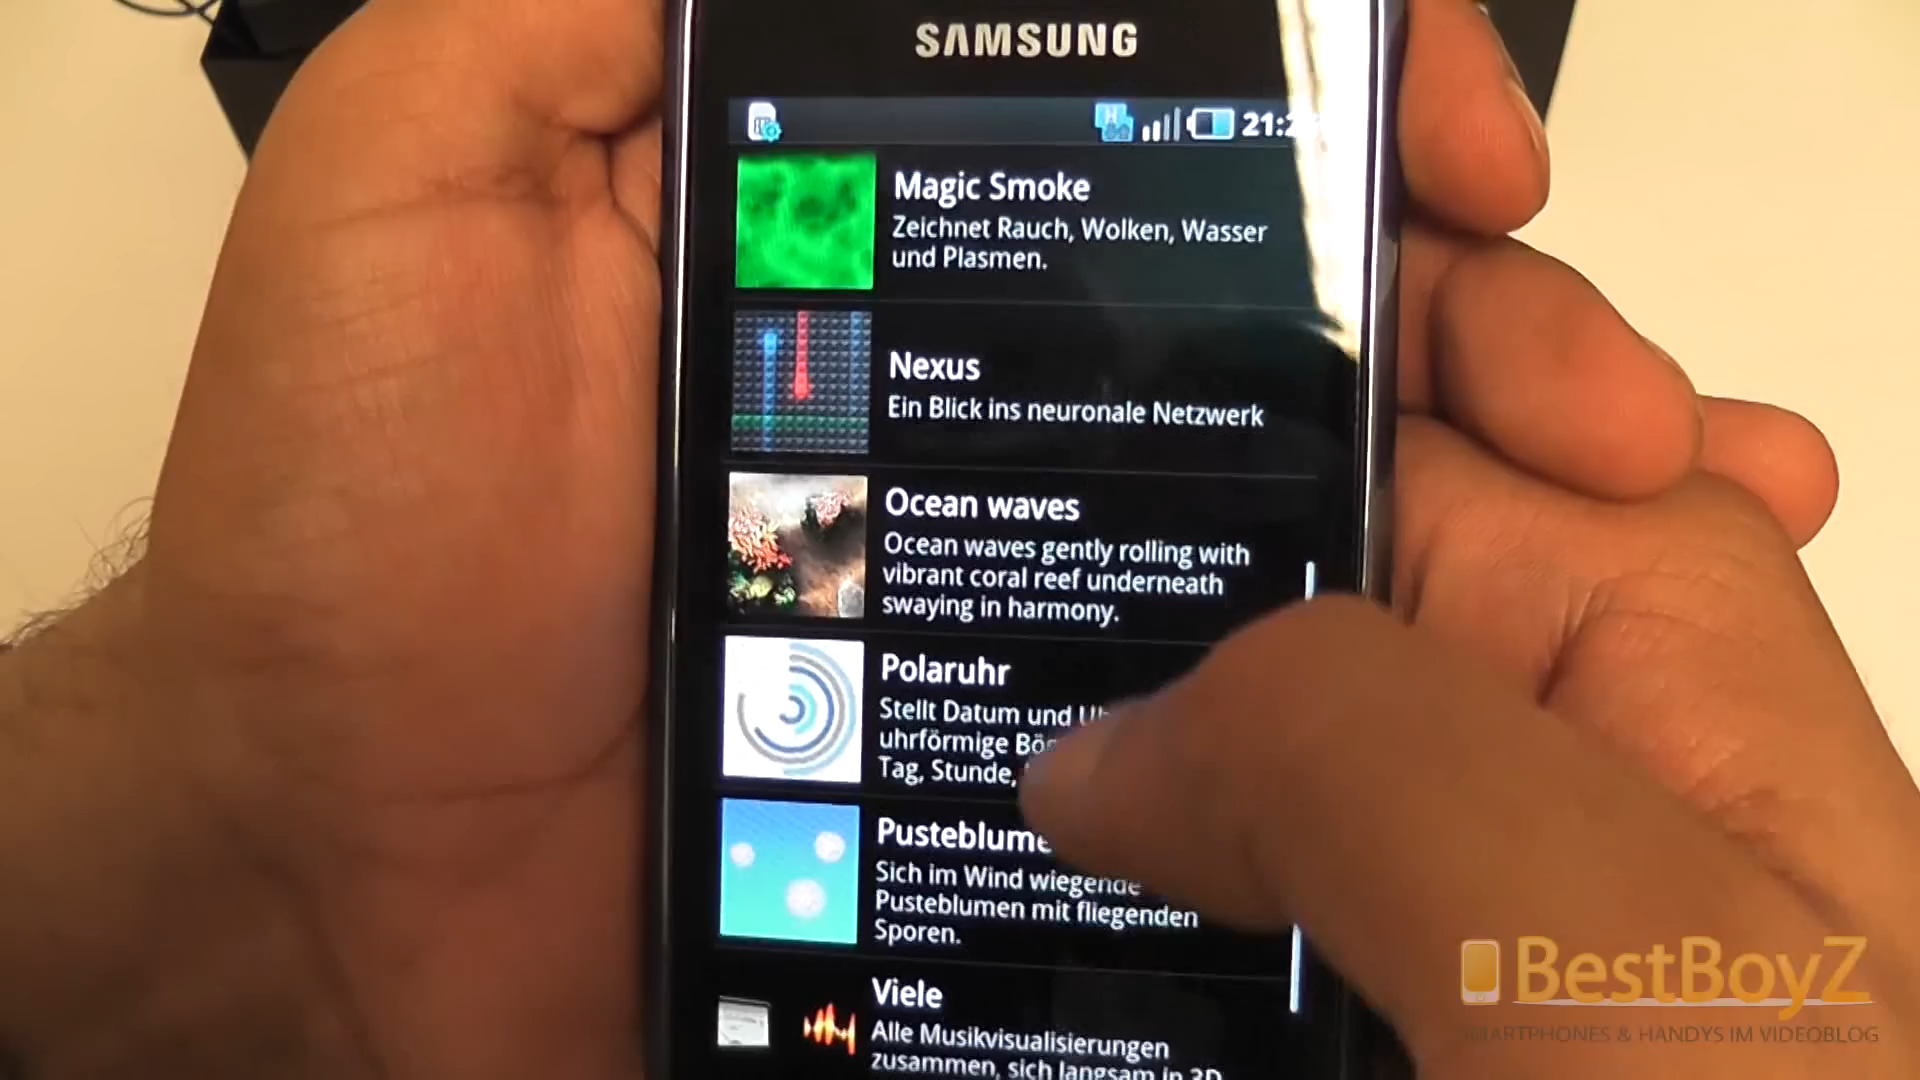 SAMSUNG
Magic Smoke
Zeichnet Rauch, Wolken, Wasser
und Plasmen.
Nexus
Ein Blick ins neuronale Netzwerk
Ocean waves
Ocean waves gently rolling with
vibrant coral reef underneath
swaying in harmony.
Polaruhr
Stellt Datum und
uhrförmige
Tag, Stunde,
Pusteblume
Sich im Wind wiegende
Pusteblumen mit fliegenden
Sporen.
Viele
Alle Musikvisualisierungen
zusammen, sich langsam in 3D
BestBoyZ
SMARTPHONES & HANDYS IM VIDEOBLOG